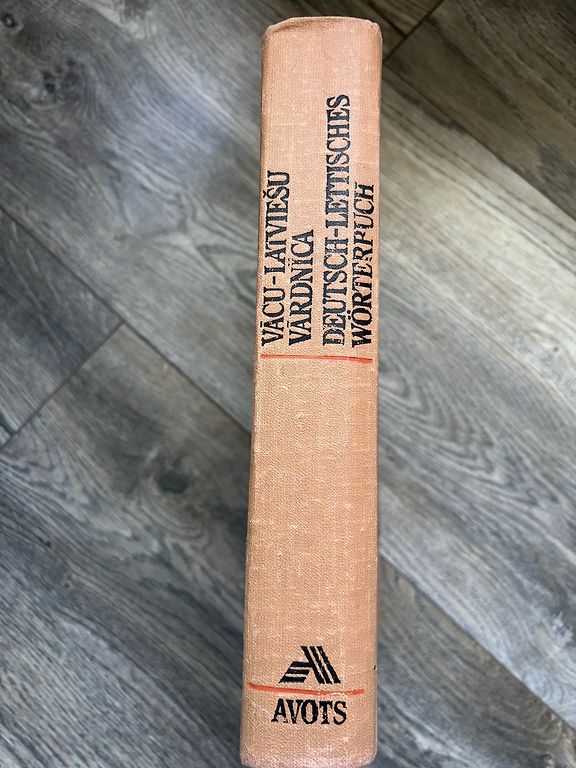 VĀCU-LATVIEŠU
VĀRDNĪCA
DEUTSCH-LETTISCHES
WÖRTERBUCH
AVOTS